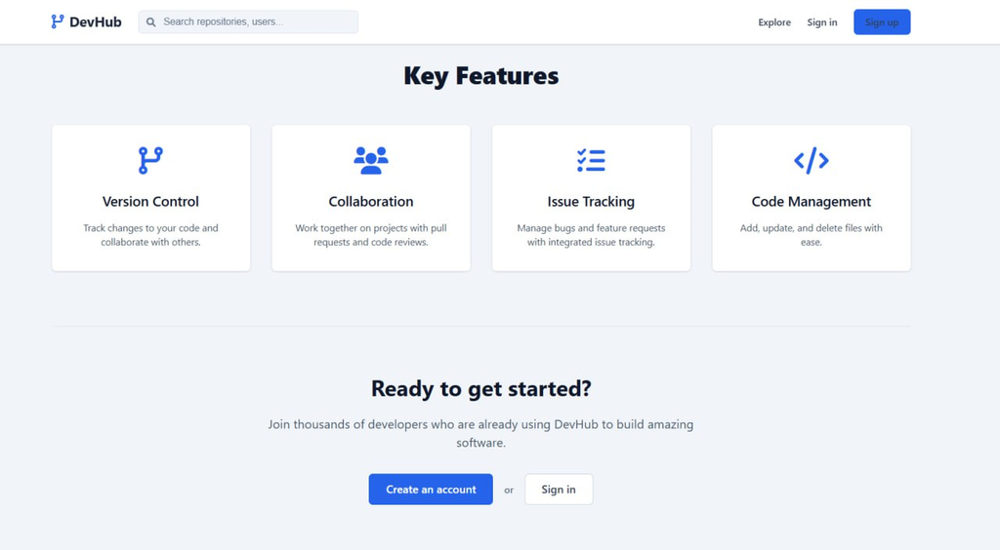 DevHub
Search repositories, users...
Explore
Sign in
Sign up
Key Features
Version Control
Track changes to your code and
collaborate with others.
Collaboration
Work together on projects with pull
requests and code reviews.
Issue Tracking
Manage bugs and feature requests
with integrated issue tracking.
Code Management
Add, update, and delete files with
ease.
Ready to get started?
Join thousands of developers who are already using DevHub to build amazing
software.
Create an account
or
Sign in